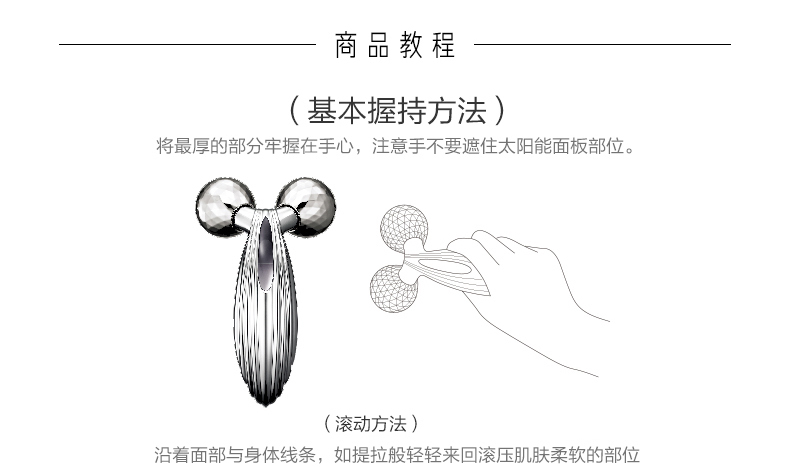 商品教程
（基本握持方法）
将最厚的部分牢握在手心，注意手不要遮住太阳能面板部位。
（滚动方法）
沿着面部与身体线条，如提拉般轻轻来回滚压肌肤柔软的部位